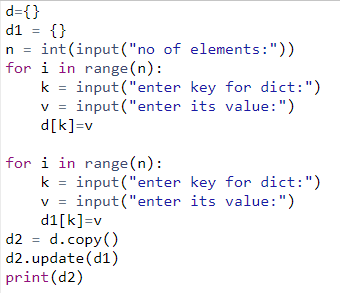 d={}
d1 = {}
n = int(input("no of elements:"))
for i in range(n):
    k = input("enter key for dict:")
    v = input("enter its value:")
    d[k]=v

for i in range(n):
    k = input("enter key for dict:")
    v = input("enter its value:")
    d1[k]=v
d2 = d.copy()
d2.update(d1)
print(d2)